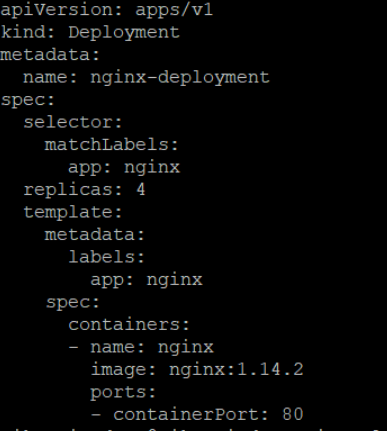 apiVersion: apps/v1
kind: Deployment
metadata:
  name: nginx-deployment
spec:
  selector:
    matchLabels:
      app: nginx
  replicas: 4
  template:
    metadata:
      labels:
        app: nginx
    spec:
      containers:
      - name: nginx
        image: nginx:1.14.2
        ports:
        - containerPort: 80